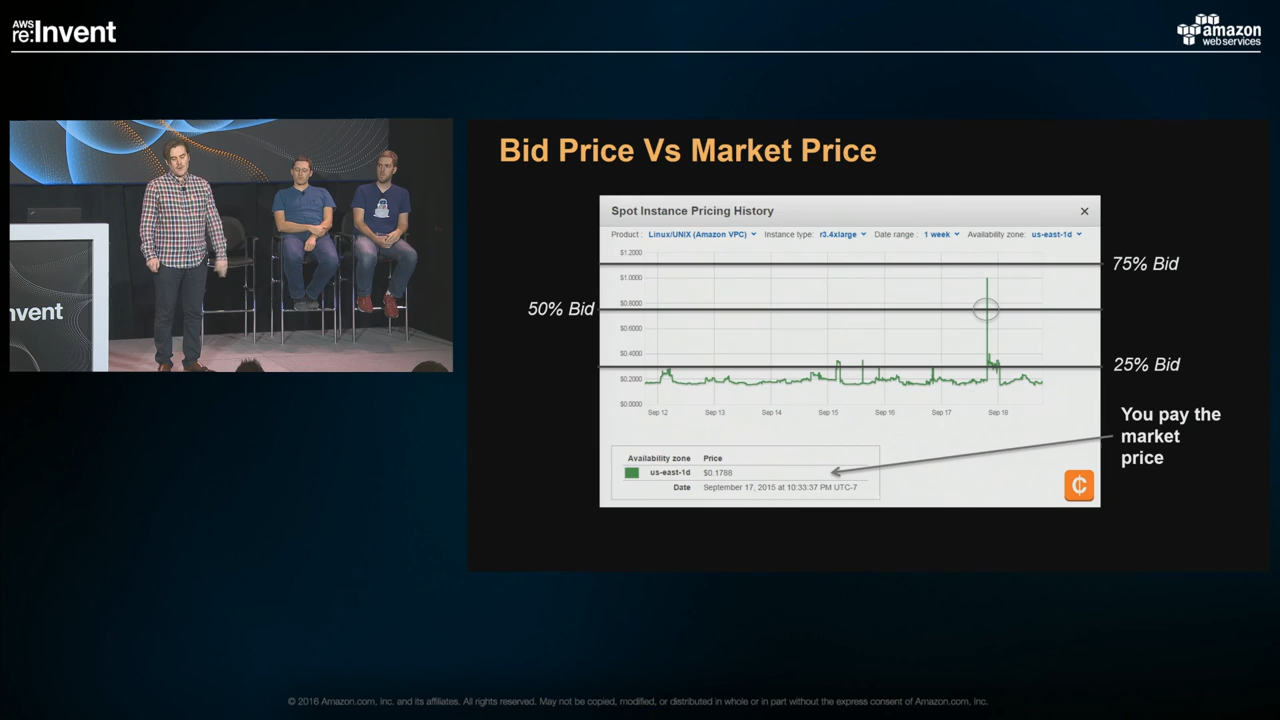 AWS
re:Invent
amazon
web services
nvent
Bid Price Vs Market Price
Spot Instance Pricing History
Product : Linux/UNIX (Amazon VPC) Instance type: r3.4xlarge Date range : 1 week Availability zone: us-east-1d
$1.2000
$1.0000
$0.8000
$0.6000
$0.4000
$0.2000
$0.0000
Sep 12 Sep 13 Sep 14 Sep 15 Sep 16 Sep 17 Sep 18
75% Bid
50% Bid
25% Bid
You pay the
market
price
Availability zone Price
us-east-1d $0.1788
Date September 17, 2015 at 10:33:37 PM UTC-7
© 2016 Amazon.com, Inc. and its affiliates. All rights reserved. May not be copied, modified, or distributed in whole or in part without the express consent of Amazon.com, Inc.